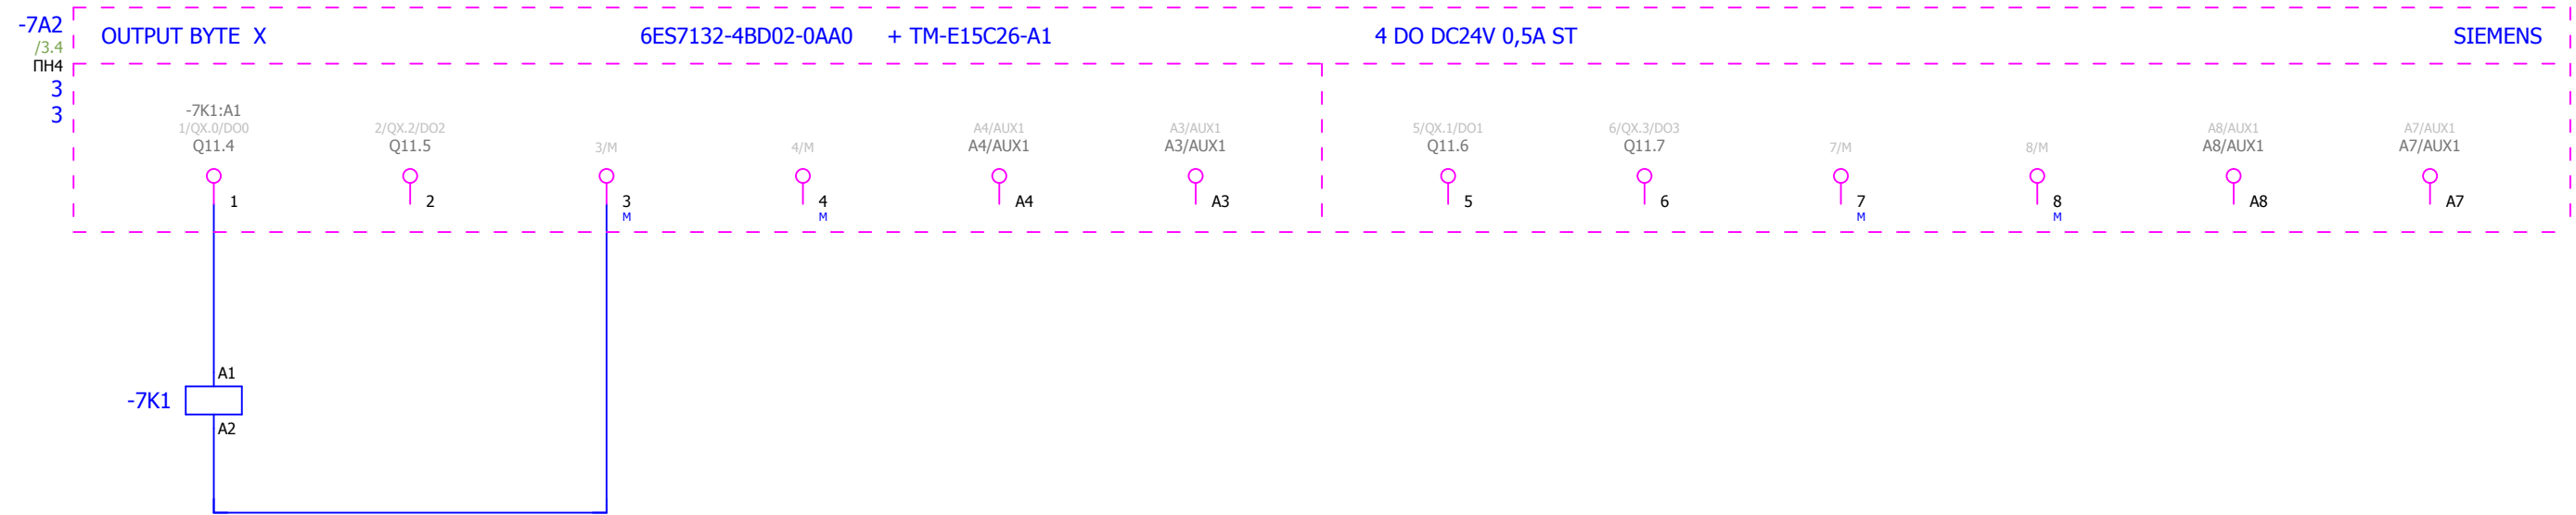 -7A2
/3.4
ПН4
3
3
OUTPUT BYTE X 6ES7132-4BD02-0AA0 + TM-E15C26-A1 4 DO DC24V 0,5A ST SIEMENS
-7K1:A1
1/QX.0/DO0 2/QX.2/DO2 A4/AUX1 A3/AUX1 5/QX.1/DO1 6/QX.3/DO3 A8/AUX1 A7/AUX1
Q11.4 Q11.5 3/M 4/M A4/AUX1 A3/AUX1 Q11.6 Q11.7 7/M 8/M A8/AUX1 A7/AUX1
1 2 3 4 A4 A3 5 6 7 8 A8 A7
M M M M
A1
-7K1
A2